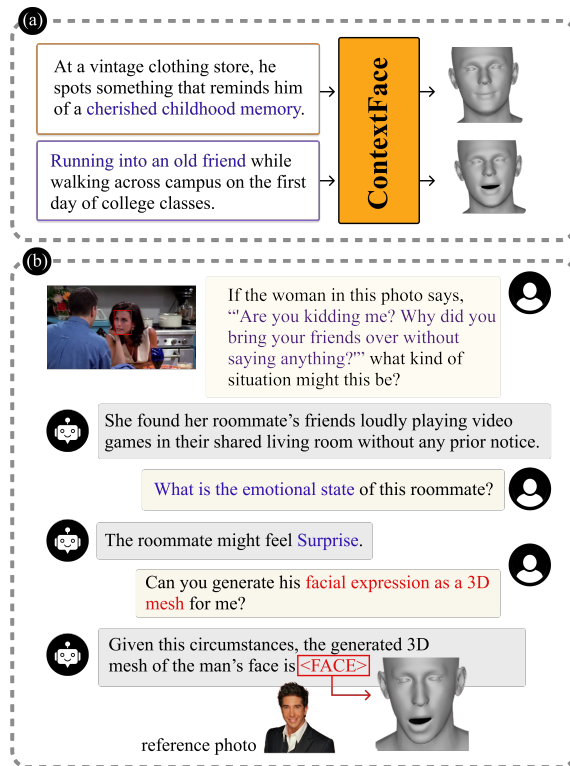 (a)
At a vintage clothing store, he
spots something that reminds him
of a cherished childhood memory.
Running into an old friend while
walking across campus on the first
day of college classes.
ContextFace
(b)
If the woman in this photo says,
“'Are you kidding me? Why did you
bring your friends over without
saying anything?'” what kind of
situation might this be?
She found her roommate’s friends loudly playing video
games in their shared living room without any prior notice.
What is the emotional state of this roommate?
The roommate might feel Surprise.
Can you generate his facial expression as a 3D
mesh for me?
Given this circumstances, the generated 3D
mesh of the man’s face is <FACE>
reference photo